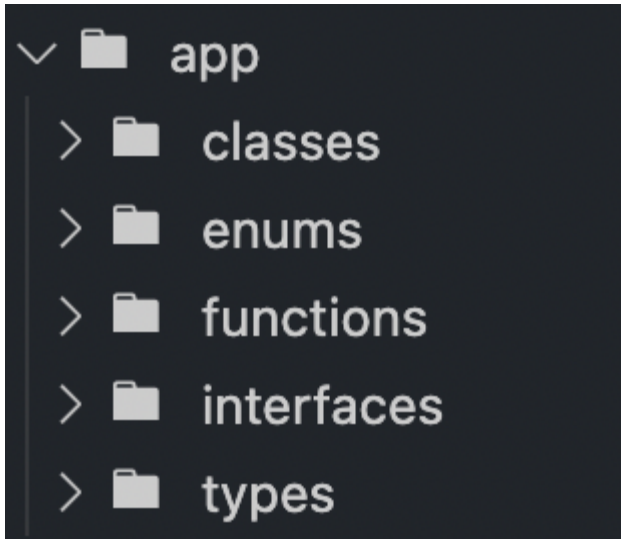 app
classes
enums
functions
interfaces
types